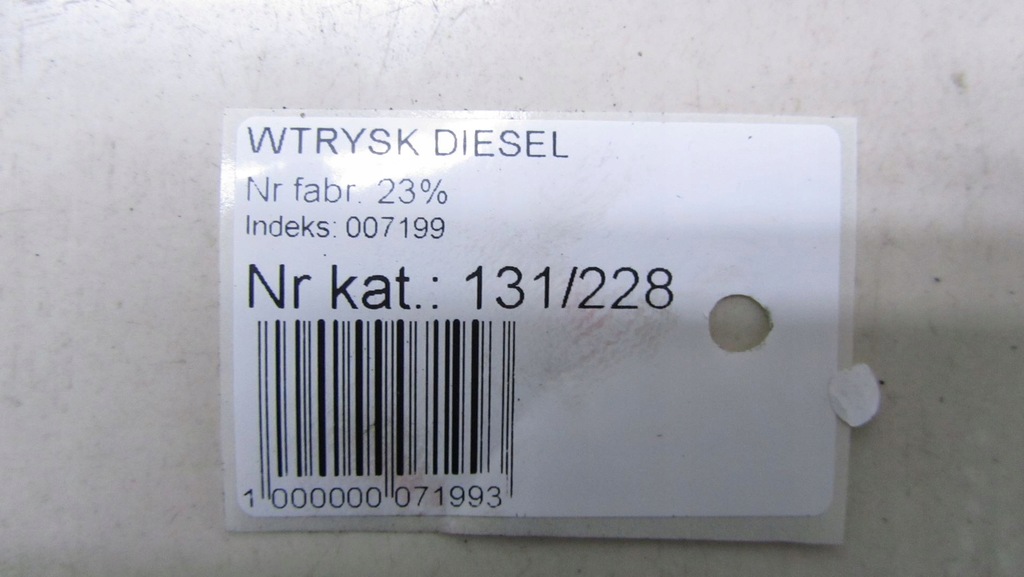 WTRYSK DIESEL
Nr fabr. 23%
Indeks: 007199
Nr kat.: 131/228
1 000000 071993